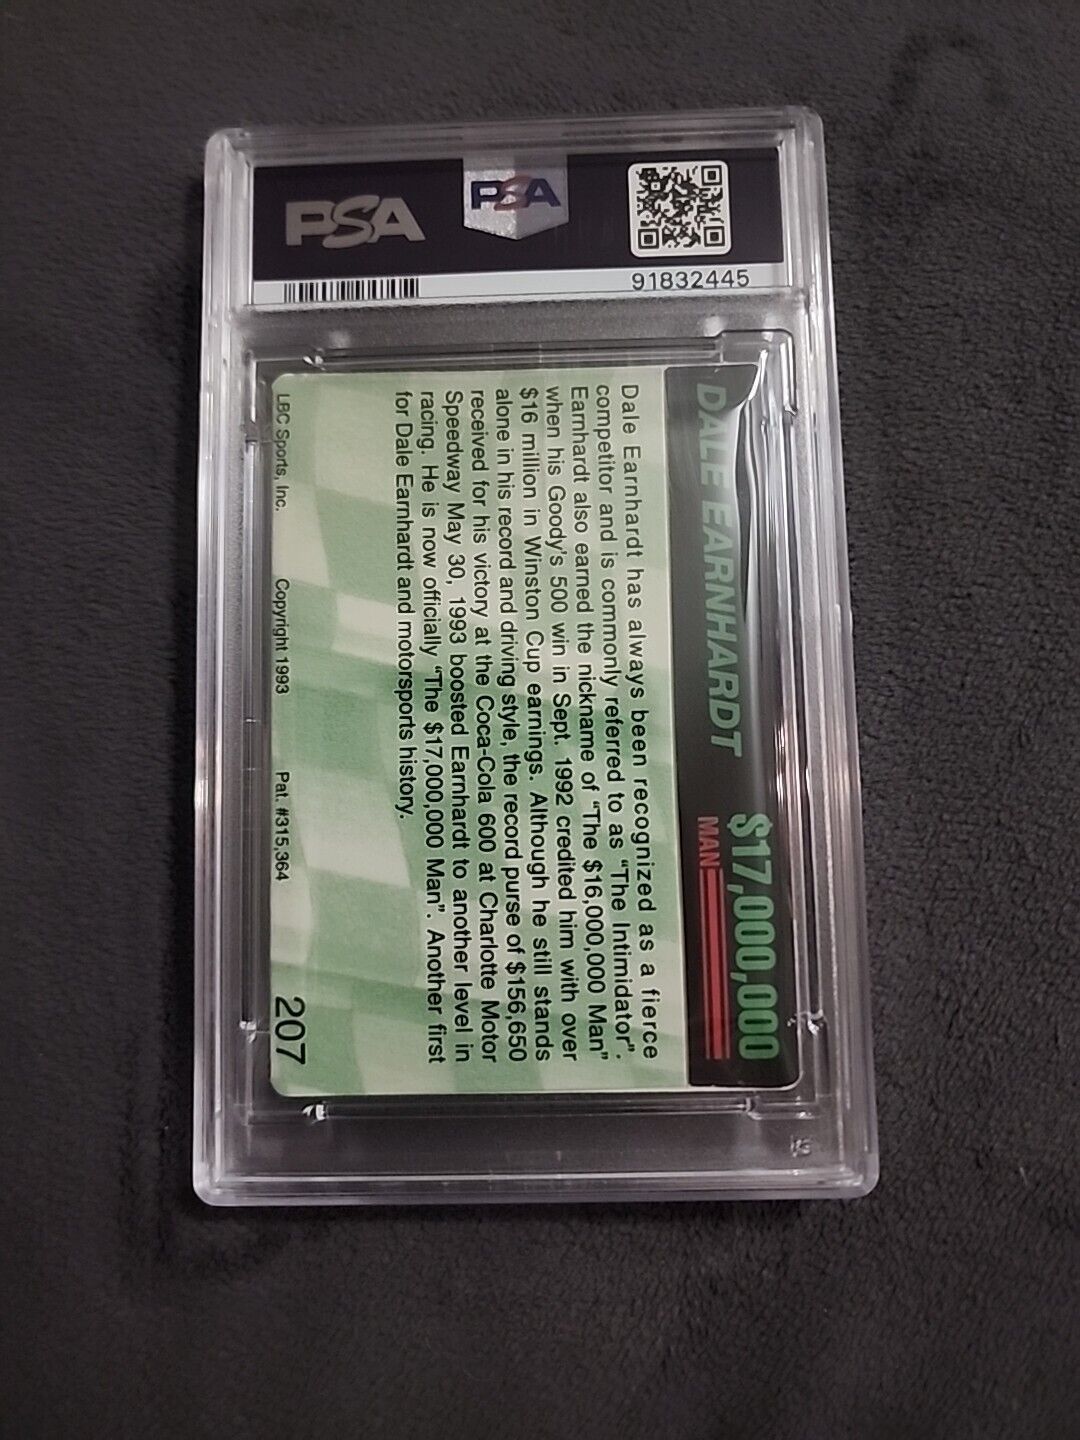 PSA
PSA
91832445
DALE EARNHARDT $17,000,000
MAN
Dale Earnhardt has always been recognized as a fierce
competitor and is commonly referred to as "The Intimidator".
Earnhardt also earned the nickname of "The $16,000,000 Man"
when his Goody's 500 win in Sept. 1992 credited him with over
$16 million in Winston Cup earnings. Although he still stands
alone in his record and driving style, the record purse of $156,650
received for his victory at the Coca-Cola 600 at Charlotte Motor
Speedway May 30, 1993 boosted Earnhardt to another level in
racing. He is now officially "The $17,000,000 Man". Another first
for Dale Earnhardt and motorsports history.
LBC Sports, Inc. Copyright 1993 Pat. #315,364 207